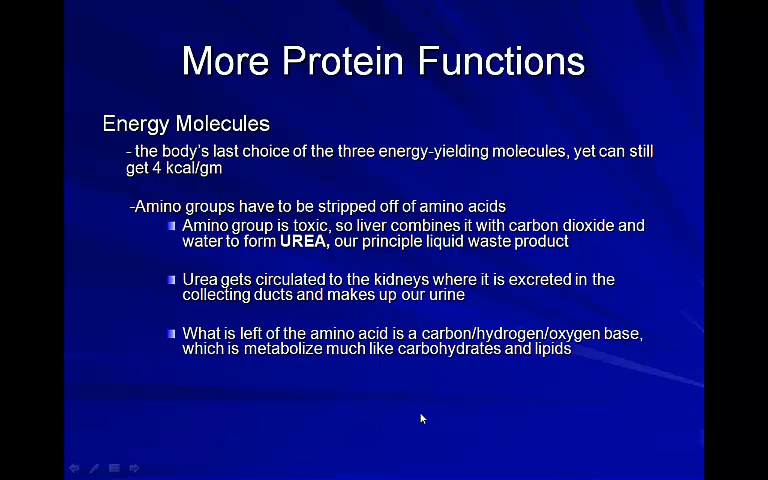 More Protein Functions
Energy Molecules
- the body's last choice of the three energy-yielding molecules, yet can still
get 4 kcal/gm
-Amino groups have to be stripped off of amino acids
Amino group is toxic, so liver combines it with carbon dioxide and
water to form UREA, our principle liquid waste product
Urea gets circulated to the kidneys where it is excreted in the
collecting ducts and makes up our urine
What is left of the amino acid is a carbon/hydrogen/oxygen base,
which is metabolize much like carbohydrates and lipids